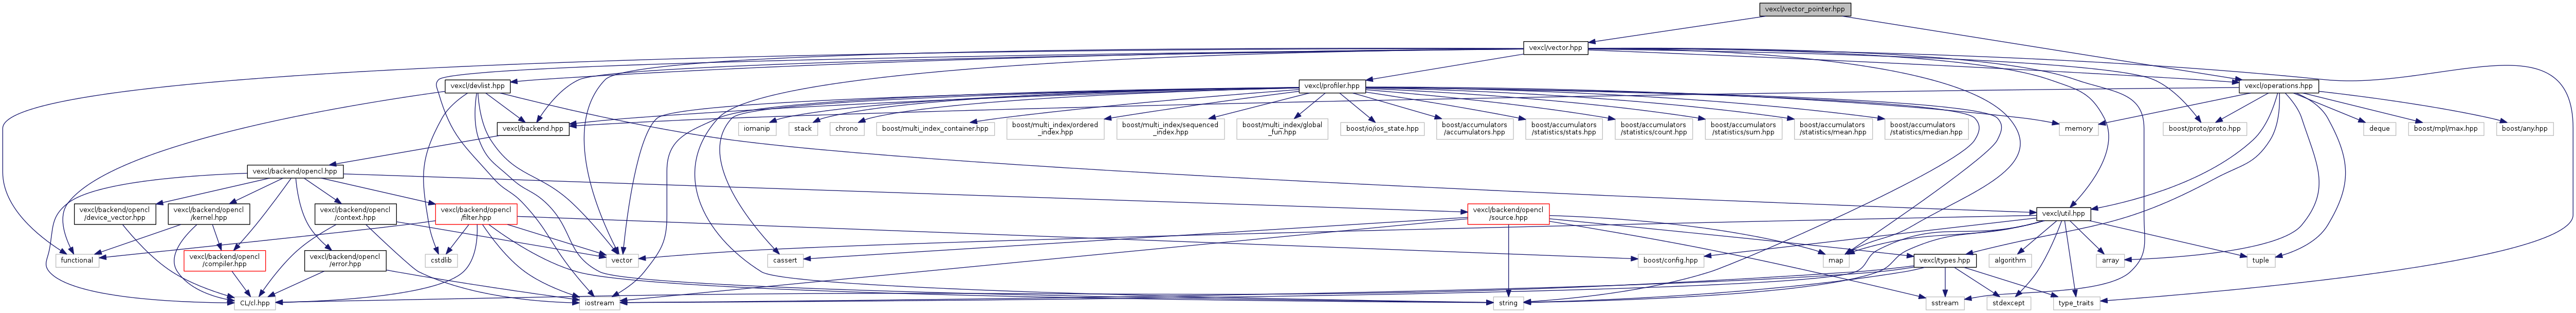 vexcl/vector_pointer.hpp
vexcl/vector.hpp
vexcl/devlist.hpp
vexcl/profiler.hpp
vexcl/operations.hpp
vexcl/backend.hpp
iomanip
stack
chrono
boost/multi_index_container.hpp
boost/multi_index/ordered
_index.hpp
boost/multi_index/sequenced
_index.hpp
boost/multi_index/global
_fun.hpp
boost/io/ios_state.hpp
boost/accumulators
/accumulators.hpp
boost/accumulators
/statistics/stats.hpp
boost/accumulators
/statistics/count.hpp
boost/accumulators
/statistics/sum.hpp
boost/accumulators
/statistics/mean.hpp
boost/accumulators
/statistics/median.hpp
memory
boost/proto/proto.hpp
deque
boost/mpl/max.hpp
boost/any.hpp
vexcl/backend/opencl.hpp
vexcl/backend/opencl
/device_vector.hpp
vexcl/backend/opencl
/kernel.hpp
vexcl/backend/opencl
/context.hpp
vexcl/backend/opencl
/filter.hpp
vexcl/backend/opencl
/source.hpp
vexcl/util.hpp
functional
vexcl/backend/opencl
/compiler.hpp
vexcl/backend/opencl
/error.hpp
cstdlib
vector
cassert
boost/config.hpp
map
vexcl/types.hpp
algorithm
array
tuple
CL/cl.hpp
iostream
string
sstream
stdexcept
type_traits